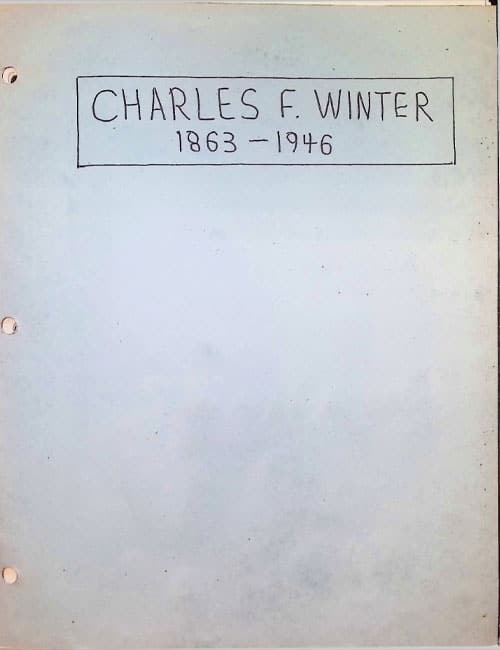 CHARLES F. WINTER
1863 – 1946